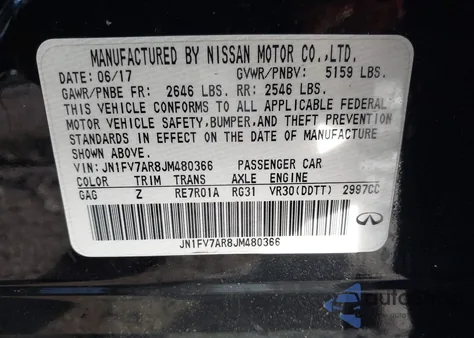 MANUFACTURED BY NISSAN MOTOR CO.,LTD.
DATE: 06/17 GVWR/PNBV: 5159 LBS.
GAWR/PNBE FR: 2646 LBS. RR: 2546 LBS.
THIS VEHICLE CONFORMS TO ALL APPLICABLE FEDERAL
MOTOR VEHICLE SAFETY, BUMPER, AND THEFT PREVENTION
STANDARDS IN EFFECT ON THE DATE OF MANUFACTURE
SHOWN ABOVE.
VIN: JN1FV7AR8JM480366 PASSENGER CAR
COLOR TRIM TRANS AXLE ENGINE
GAG Z RE7R01A RG31 VR30(DDTT) 2997CC
JN1FV7AR8JM480366